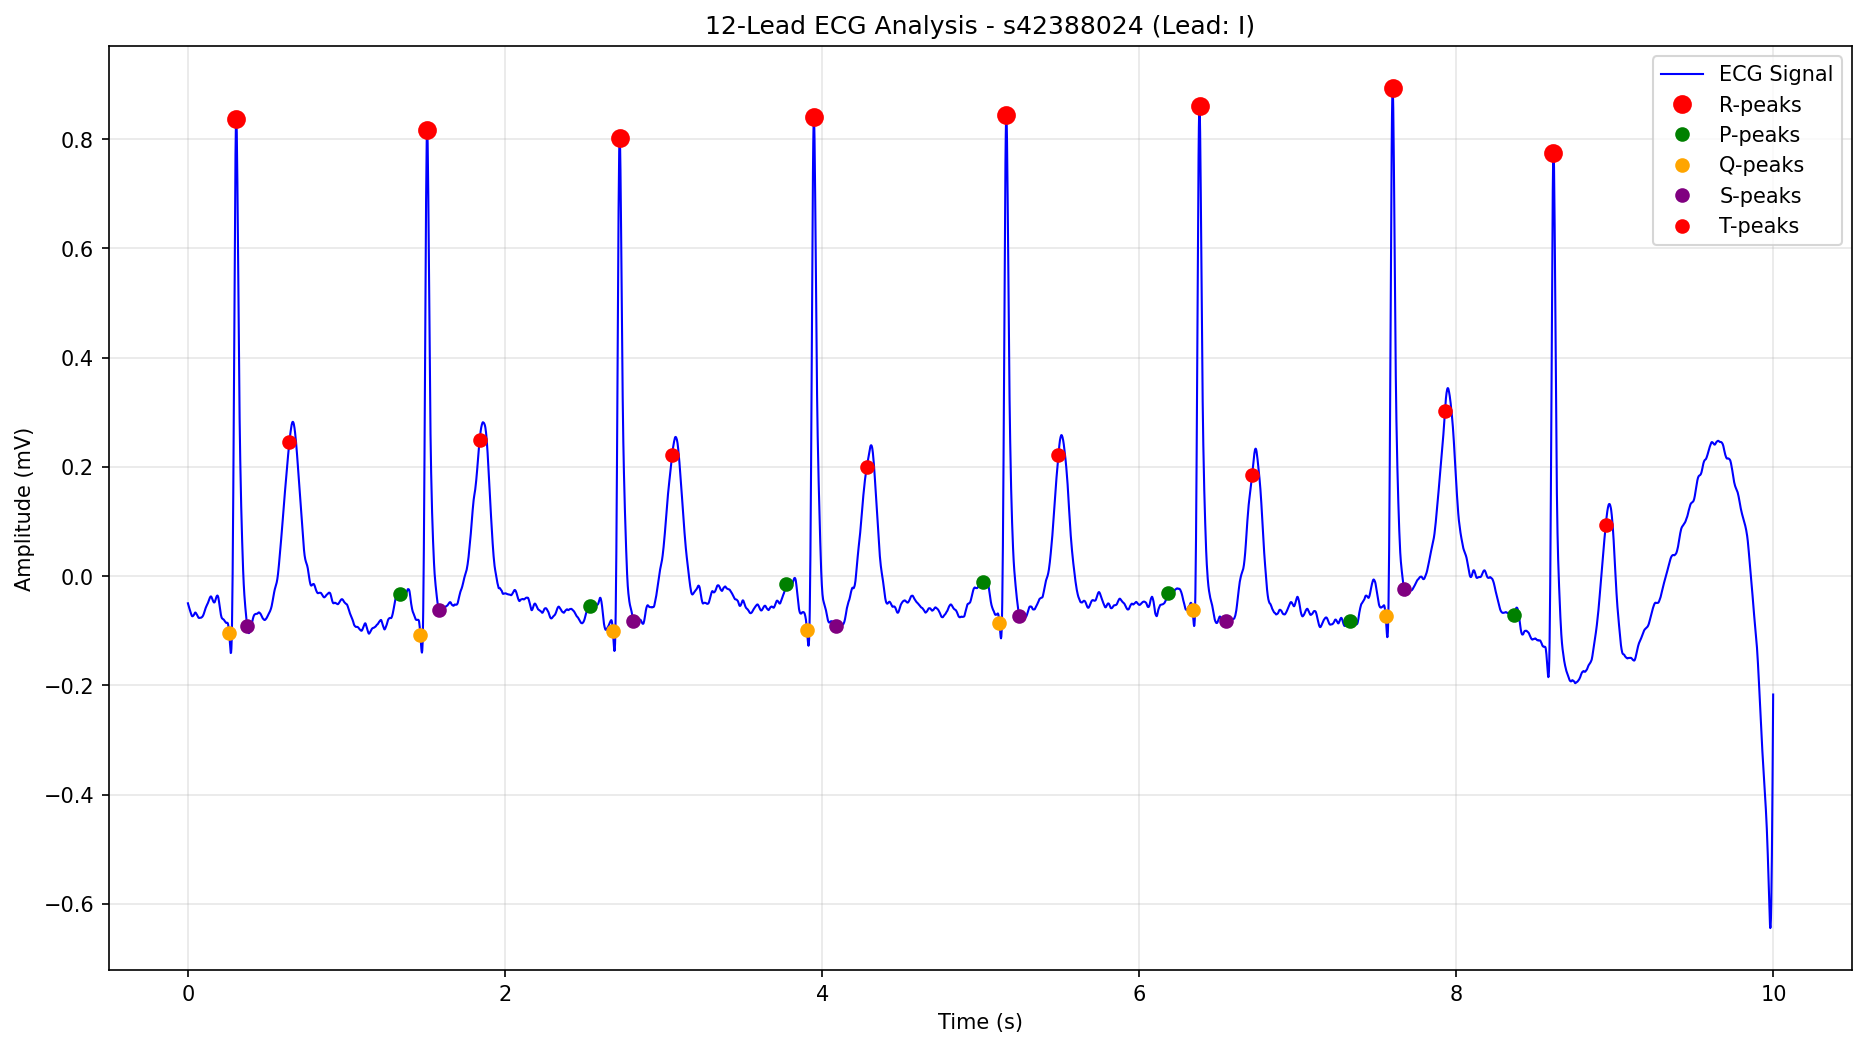 12-Lead ECG Analysis - s42388024 (Lead: I)
ECG Signal
R-peaks
P-peaks
Q-peaks
S-peaks
T-peaks
Amplitude (mV)
0.8
0.6
0.4
0.2
0.0
−0.2
−0.4
−0.6
0 2 4 6 8 10
Time (s)